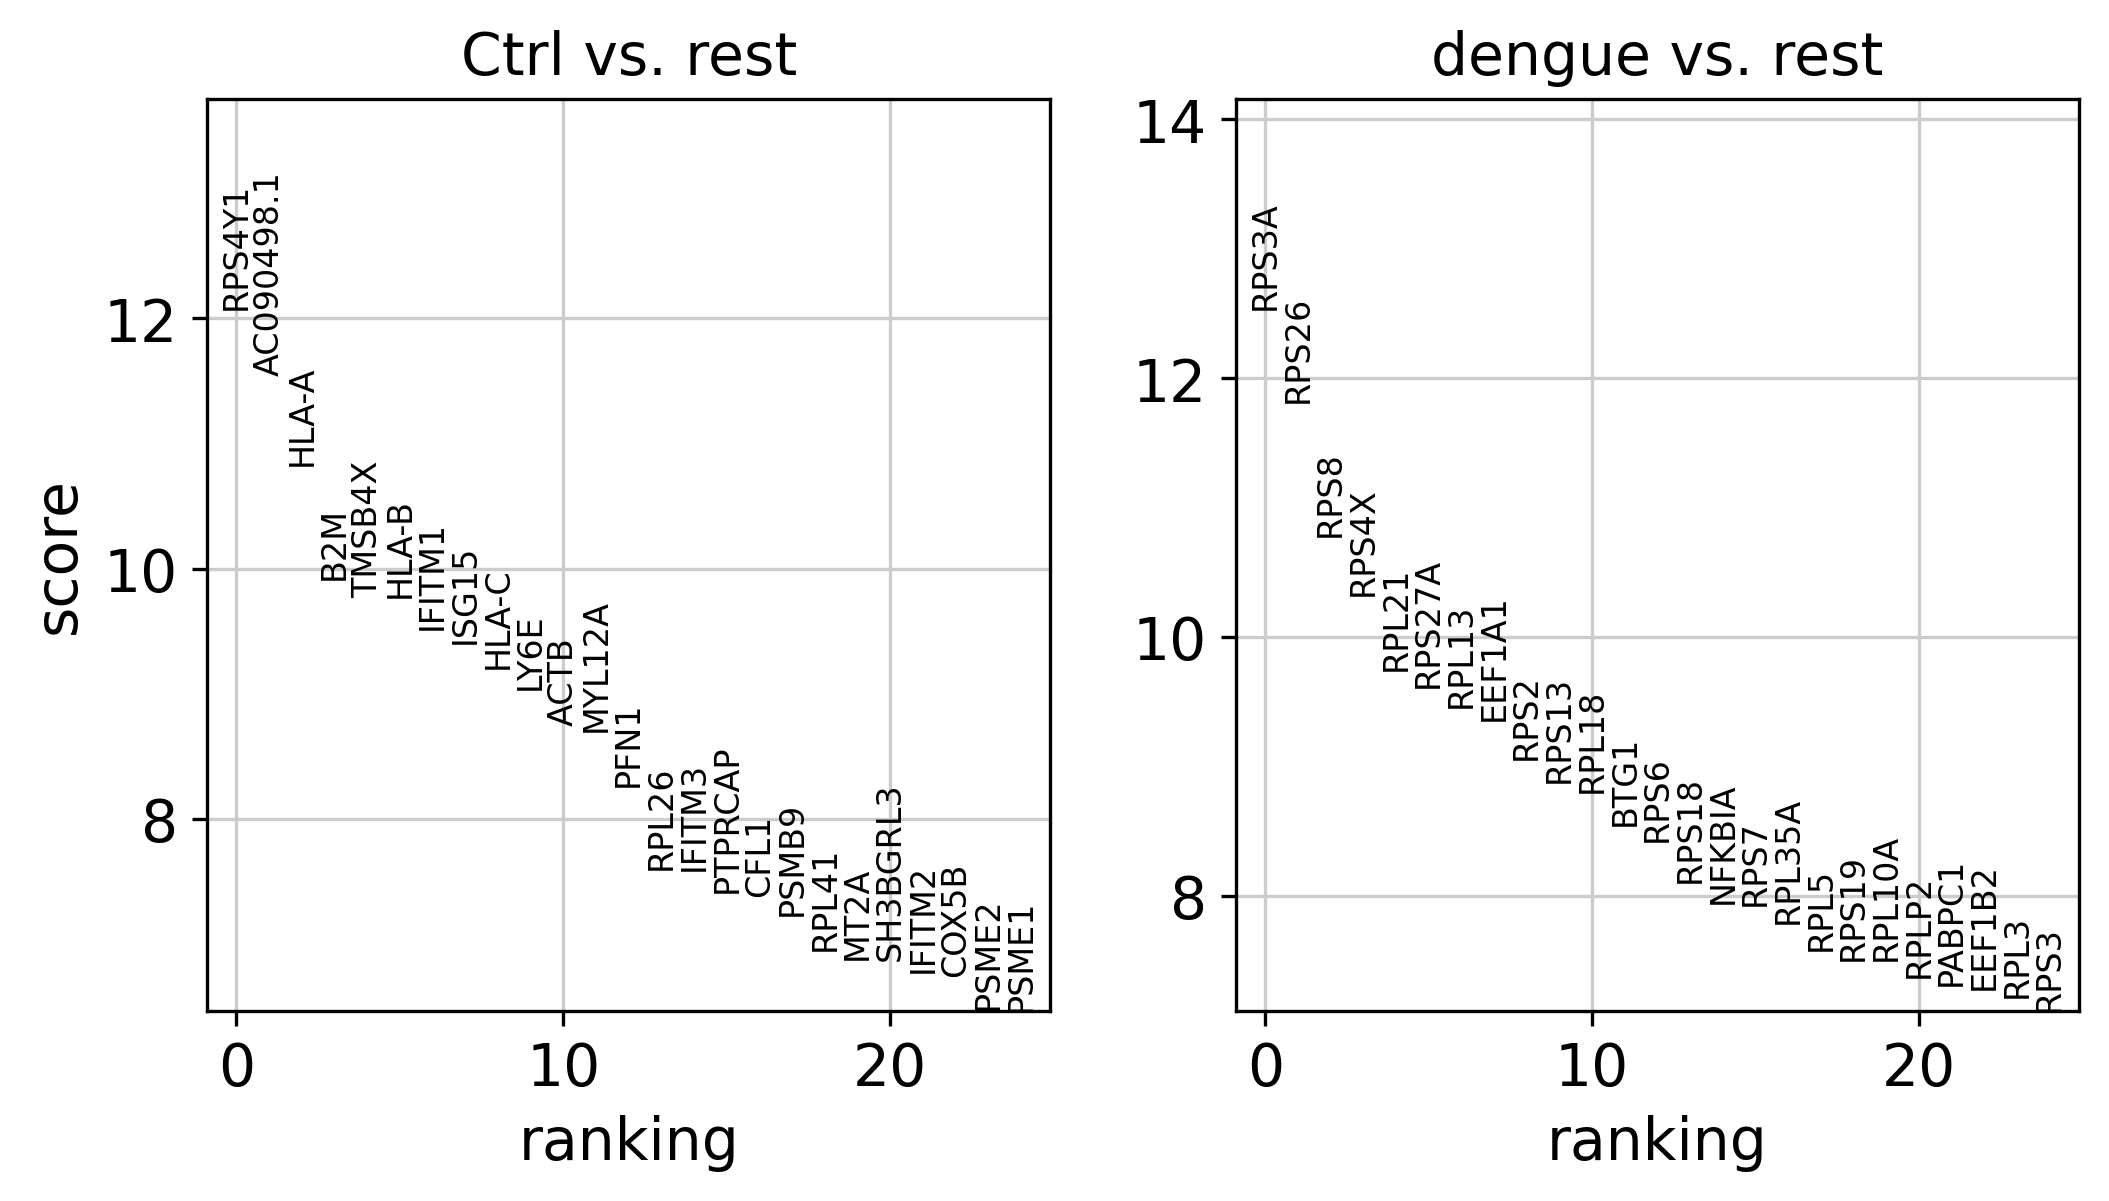 Ctrl vs. rest
score
12
10
8
RPS4Y1
AC090498.1
HLA-A
B2M
TMSB4X
HLA-B
IFITM1
ISG15
HLA-C
LY6E
ACTB
MYL12A
PFN1
RPL26
IFITM3
PTPRCAP
CFL1
PSMB9
RPL41
MT2A
SH3BGRL3
IFITM2
COX5B
PSME2
PSME1
0 10 20
ranking
dengue vs. rest
14
12
10
8
RPS3A
RPS26
RPS8
RPS4X
RPL21
RPS27A
RPL13
EEF1A1
RPS2
RPS13
RPL18
BTG1
RPS6
RPS18
NFKBIA
RPS7
RPL35A
RPL5
RPS19
RPL10A
RPLP2
PABPC1
EEF1B2
RPL3
RPS3
0 10 20
ranking